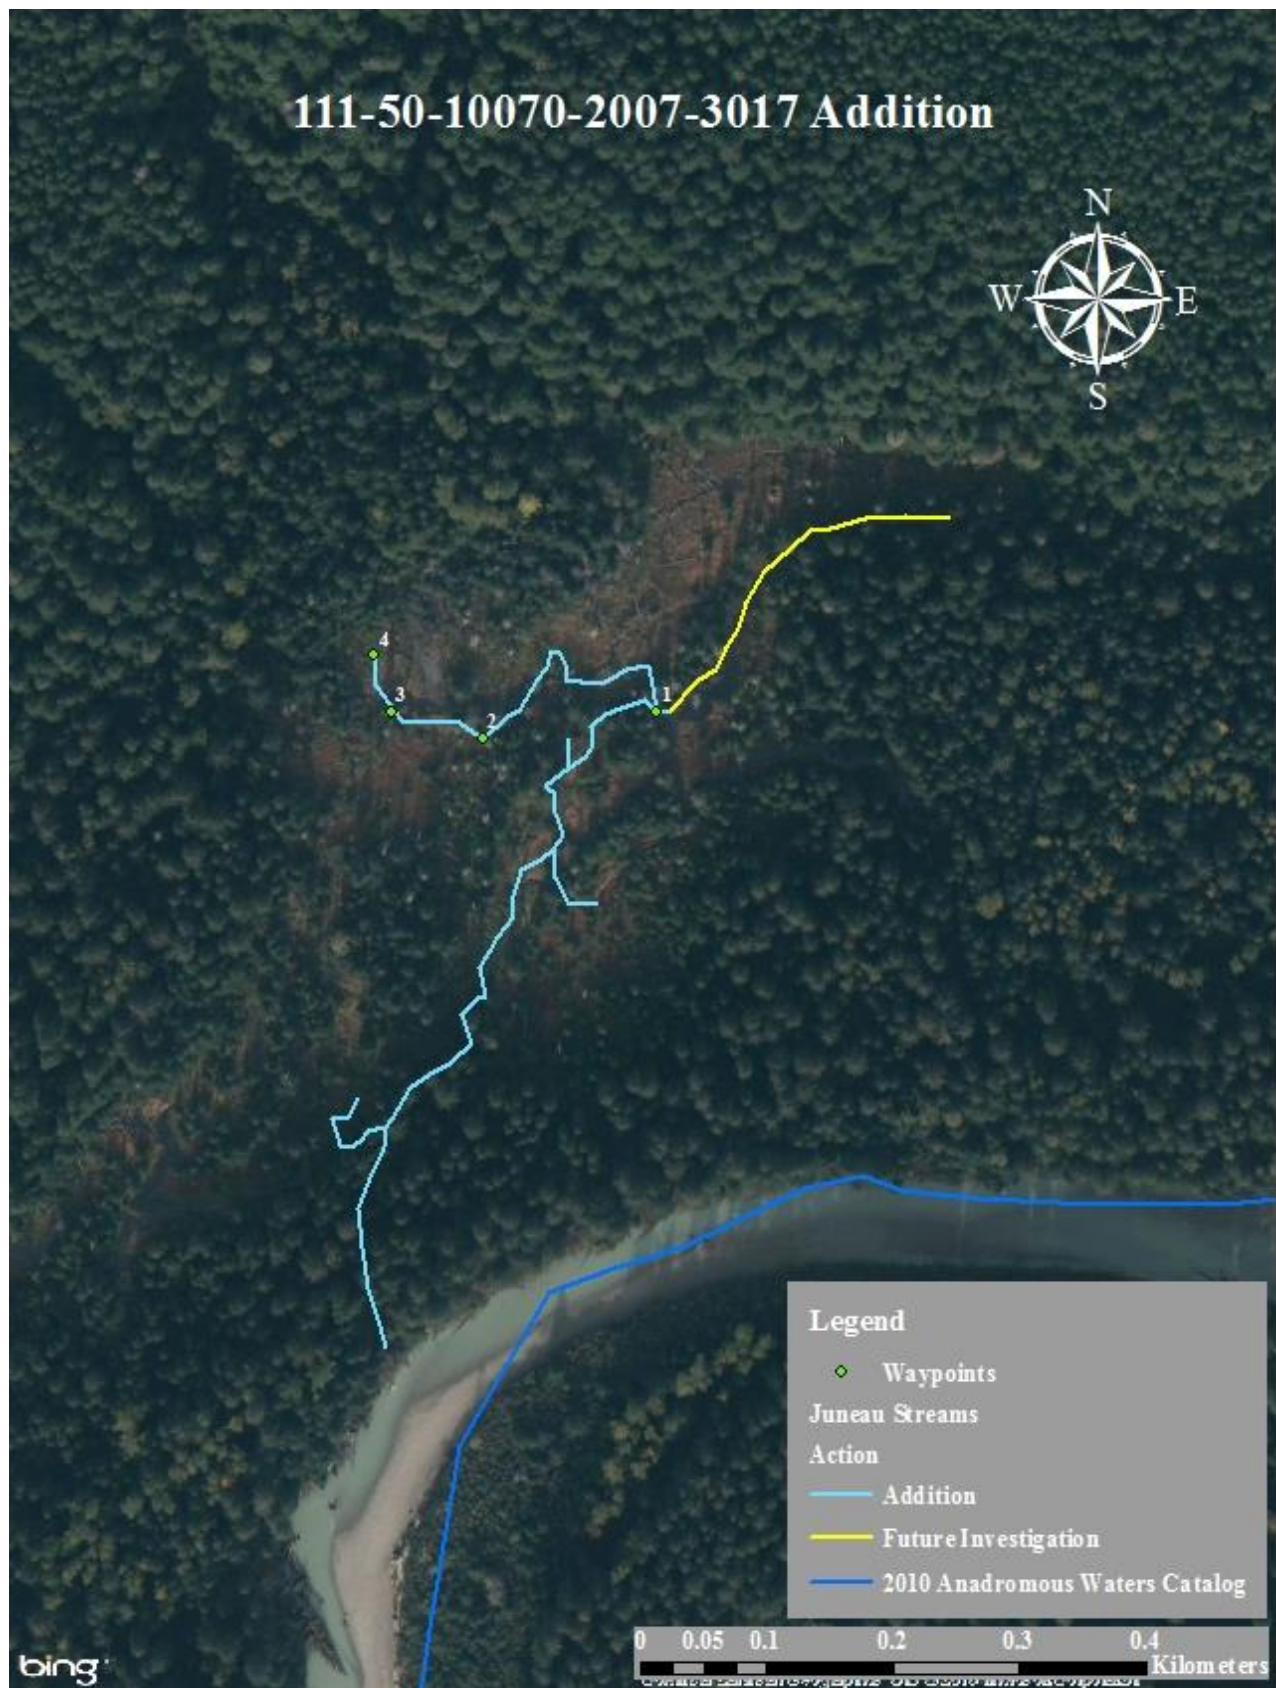 111-50-10070-2007-3017 Addition
N
W E
S
4
3
2
1
Legend
Waypoints
Juneau Streams
Action
Addition
Future Investigation
2010 Anadromous Waters Catalog
0 0.05 0.1 0.2 0.3 0.4
Kilometers
bing